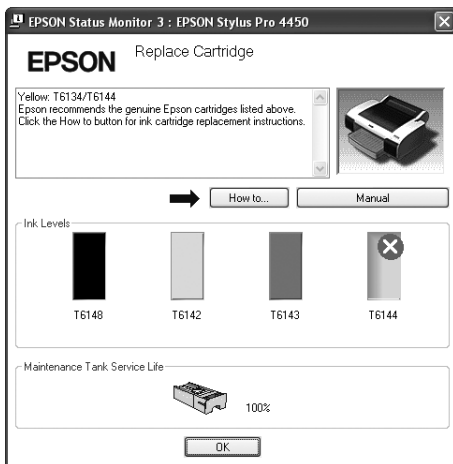 EPSON Status Monitor 3 : EPSON Stylus Pro 4450
EPSON
Replace Cartridge
Yellow: T6134/T6144
Epson recommends the genuine Epson cartridges listed above.
Click the How to button for ink cartridge replacement instructions.
How to...
Manual
Ink Levels
T6148
T6142
T6143
T6144
Maintenance Tank Service Life
100%
OK